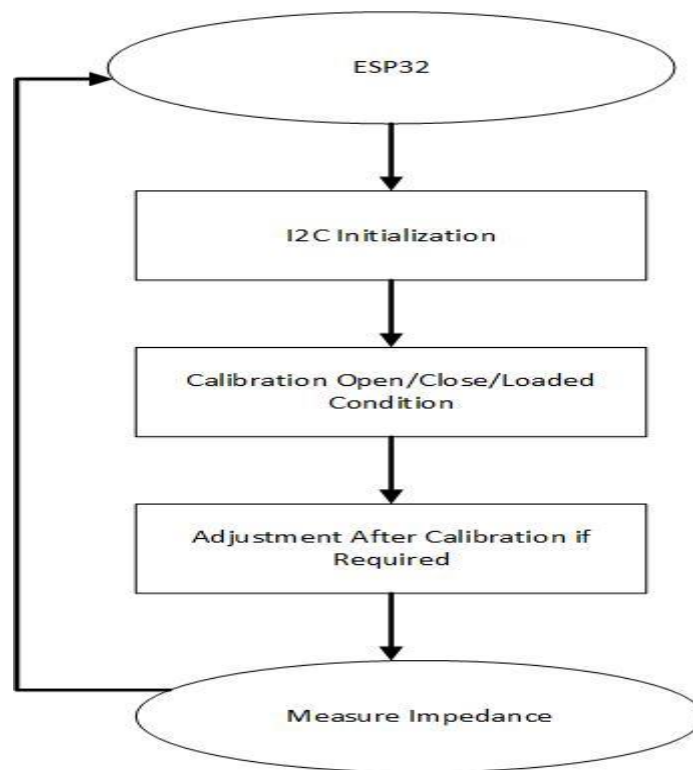 ESP32
I2C Initialization
Calibration Open/Close/Loaded
Condition
Adjustment After Calibration if
Required
Measure Impedance